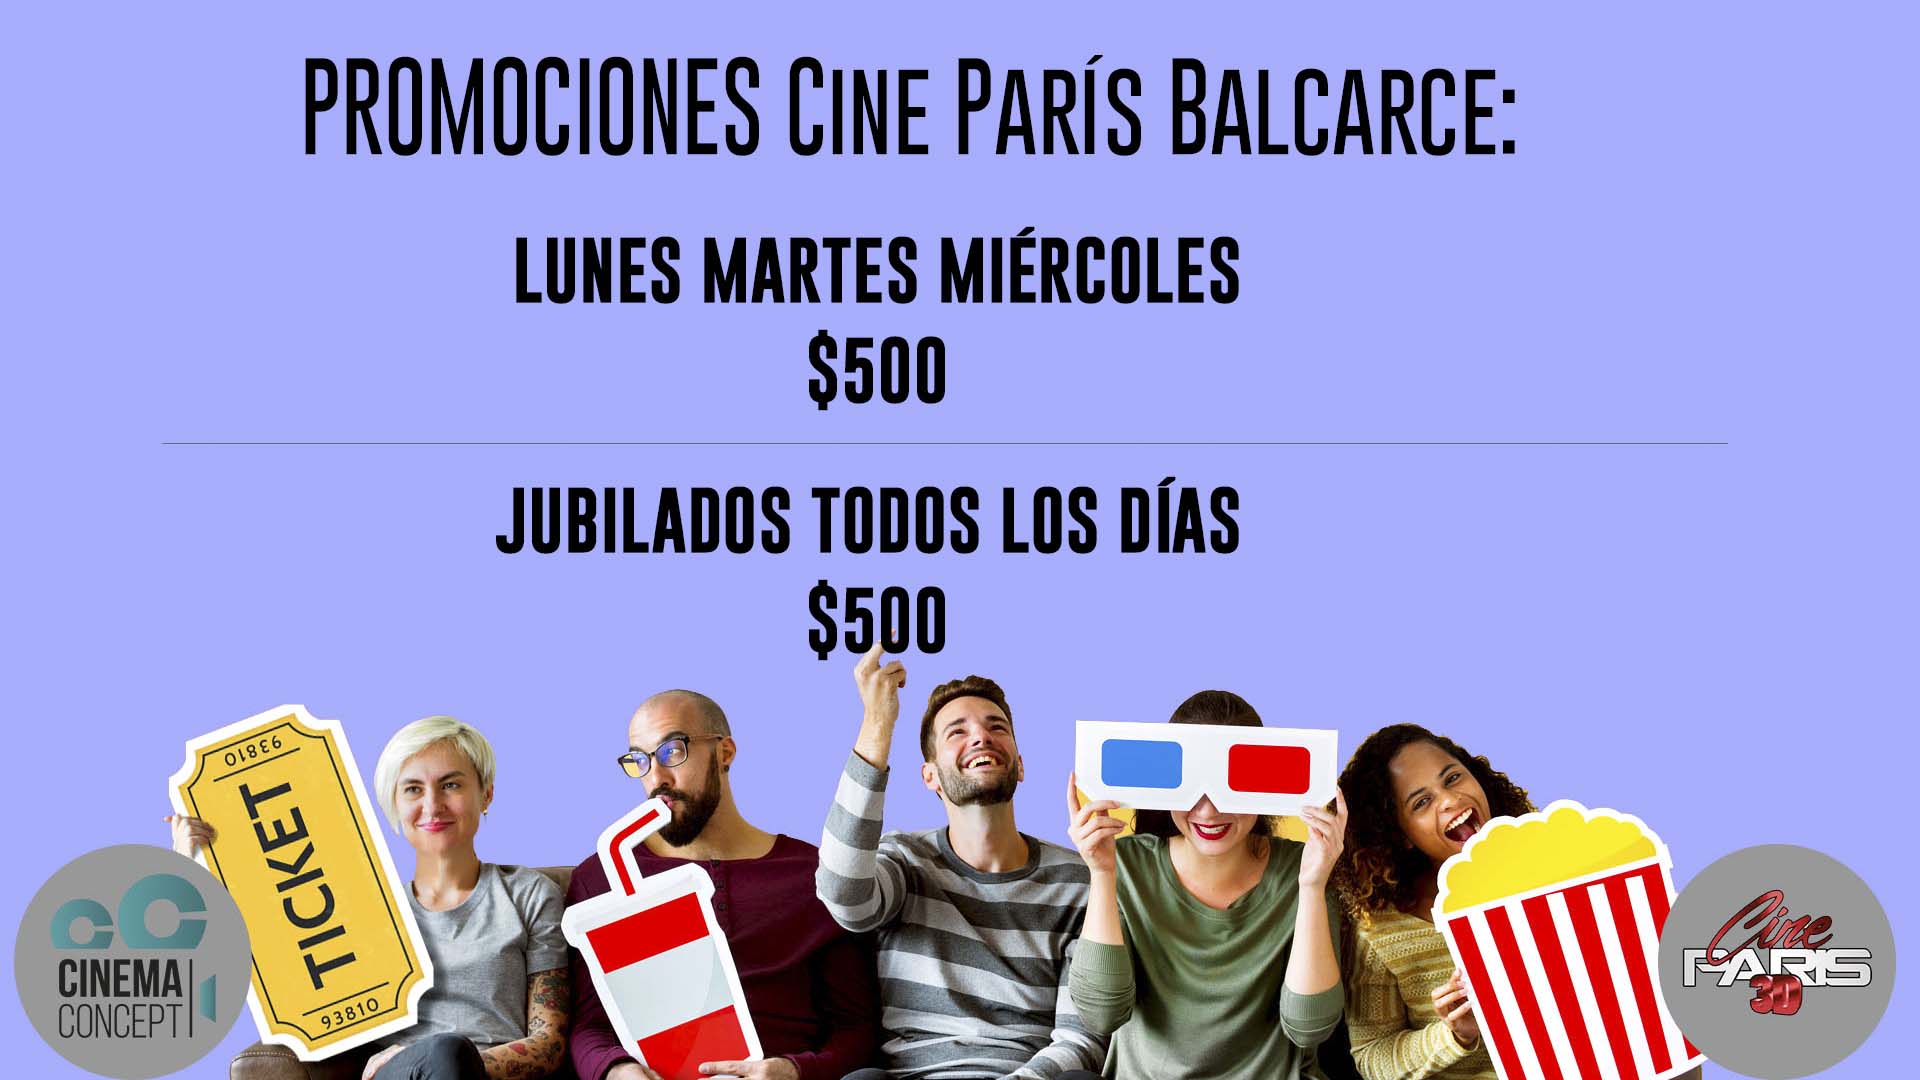 PROMOCIONES CINE PARÍS BALCARCE:
LUNES MARTES MIÉRCOLES
$500
JUBILADOS TODOS LOS DÍAS
$500
93810
TICKET
93810
CC
CINEMA
CONCEPT
Cine
PARIS
3D